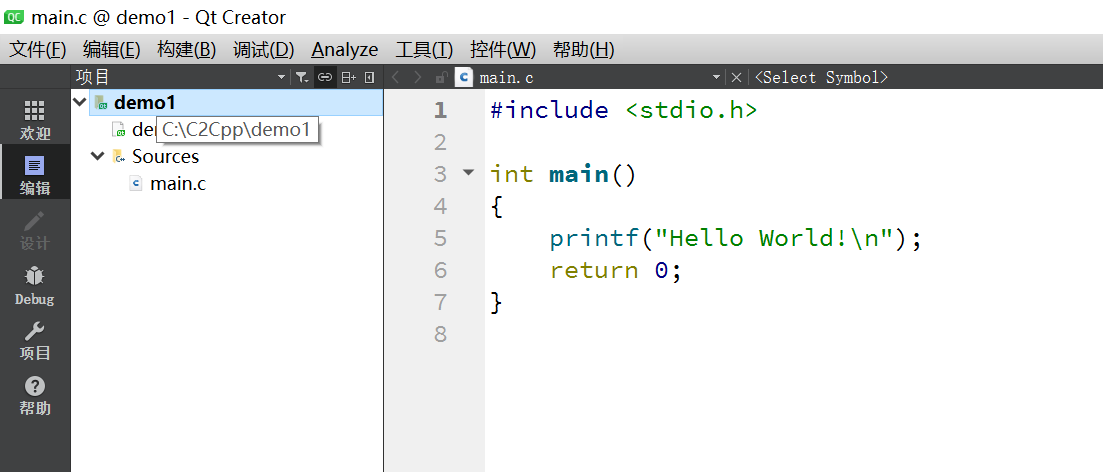 QC main.c @ demo1 - Qt Creator
文件(F) 编辑(E) 构建(B) 调试(D) Analyze 工具(T) 控件(W) 帮助(H)
项目
main.c
<Select Symbol>
欢迎
编辑
设计
Debug
项目
帮助
demo1
C:\C2Cpp\demo1
Sources
main.c
1 #include <stdio.h>
2
3 int main()
4 {
5 printf("Hello World!\n");
6 return 0;
7 }
8